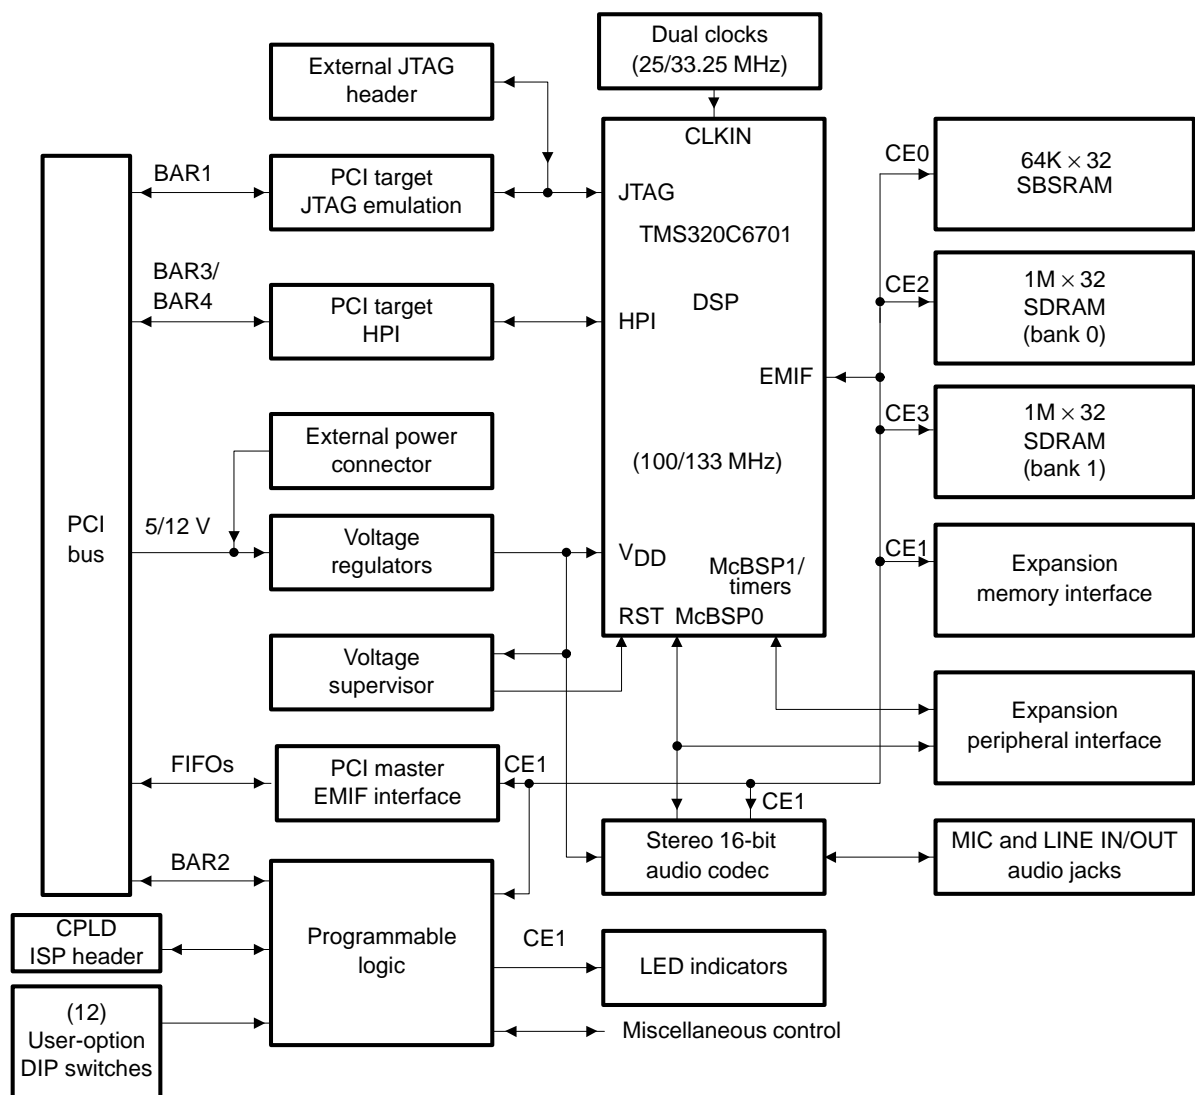 Dual clocks
(25/33.25 MHz)
External JTAG
header
CLKIN
CE0
64K × 32
SBSRAM
BAR1
PCI target
JTAG emulation
JTAG
TMS320C6701
BAR3/
BAR4
PCI target
HPI
HPI
DSP
CE2
1M × 32
SDRAM
(bank 0)
EMIF
CE3
1M × 32
SDRAM
(bank 1)
External power
connector
(100/133 MHz)
PCI
bus
5/12 V
Voltage
regulators
VDD
McBSP1/
timers
CE1
Expansion
memory interface
RST McBSP0
Voltage
supervisor
Expansion
peripheral interface
FIFOs
PCI master
EMIF interface
CE1
CE1
Stereo 16-bit
audio codec
MIC and LINE IN/OUT
audio jacks
BAR2
CPLD
ISP header
Programmable
logic
CE1
LED indicators
(12)
User-option
DIP switches
Miscellaneous control